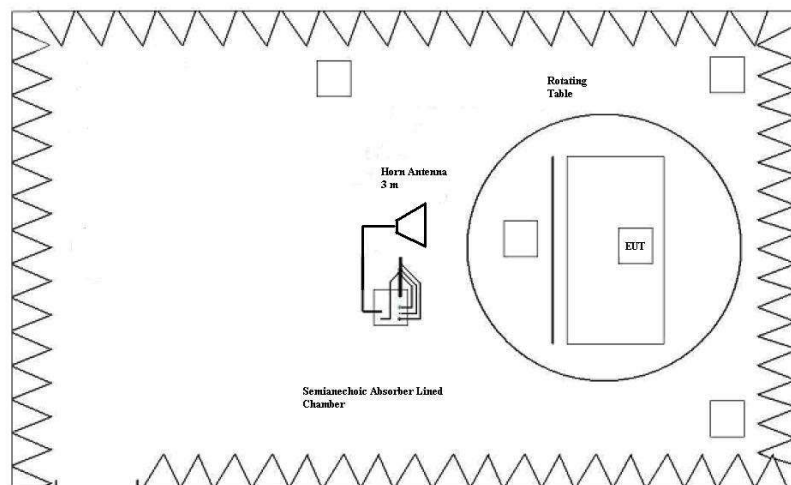 Rotating
Table
Horn Antenna
3 m
EUT
Semianechoic Absorber Lined
Chamber